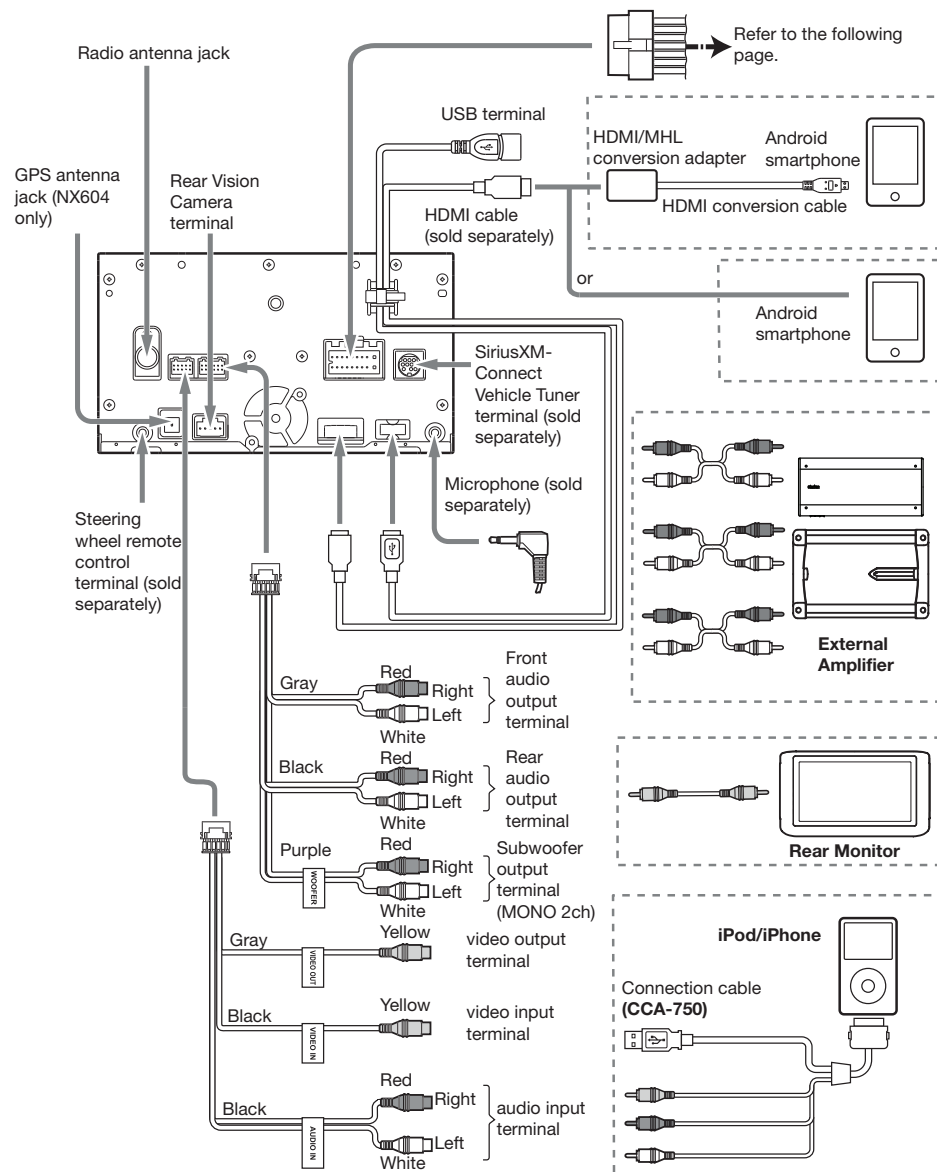 Refer to the following
page.
Radio antenna jack
USB terminal
HDMI/MHL
conversion adapter
Android
smartphone
GPS antenna
jack (NX604
only)
Rear Vision
Camera
terminal
HDMI cable
(sold separately)
HDMI conversion cable
or
Android
smartphone
SiriusXM-
Connect
Vehicle Tuner
terminal (sold
separately)
Microphone (sold
separately)
Steering
wheel remote
control
terminal (sold
separately)
External
Amplifier
Gray
Red
Right
Left
White
Front
audio
output
terminal
Black
Red
Right
Left
White
Rear
audio
output
terminal
Rear Monitor
Purple
WOOFER
Red
Right
Left
White
Subwoofer
output
terminal
(MONO 2ch)
Gray
VIDEO OUT
Yellow
video output
terminal
Black
VIDEO IN
Yellow
video input
terminal
Black
AUDIO IN
Red
Right
Left
White
audio input
terminal
iPod/iPhone
Connection cable
(CCA-750)